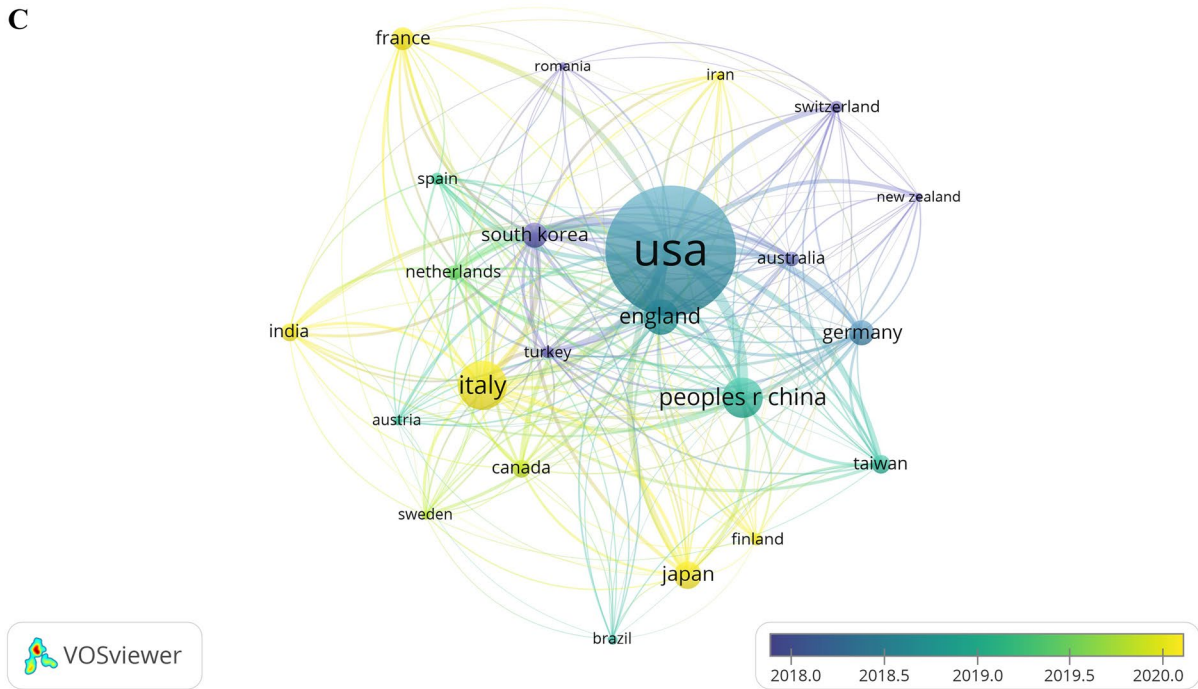 C
france
romania
iran
switzerland
spain
new zealand
south korea
usa
australia
netherlands
england
india
germany
turkey
italy
peoples r china
austria
canada
taiwan
sweden
finland
japan
brazil
VOSviewer
2018.0 2018.5 2019.0 2019.5 2020.0